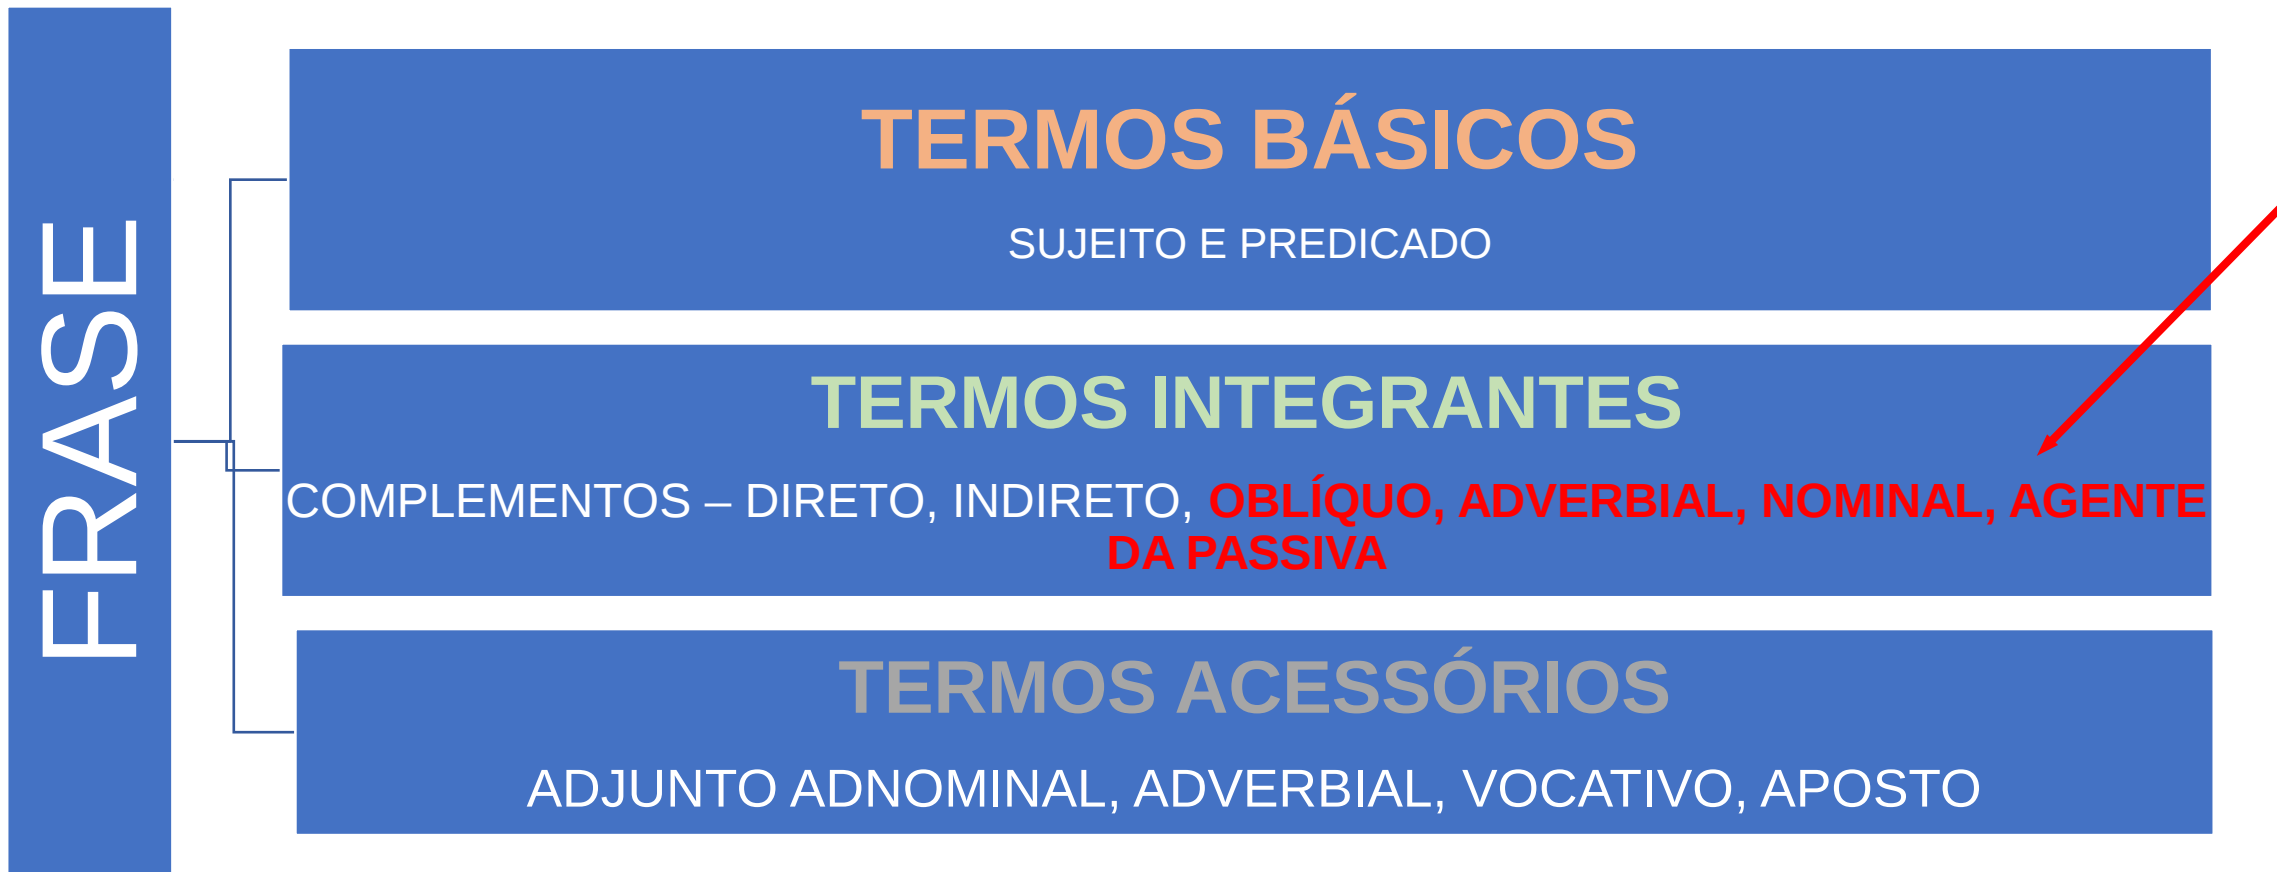 FRASE
TERMOS BÁSICOS
SUJEITO E PREDICADO
TERMOS INTEGRANTES
COMPLEMENTOS – DIRETO, INDIRETO, OBLÍQUO, ADVERBIAL, NOMINAL, AGENTE
DA PASSIVA
TERMOS ACESSÓRIOS
ADJUNTO ADNOMINAL, ADVERBIAL, VOCATIVO, APOSTO